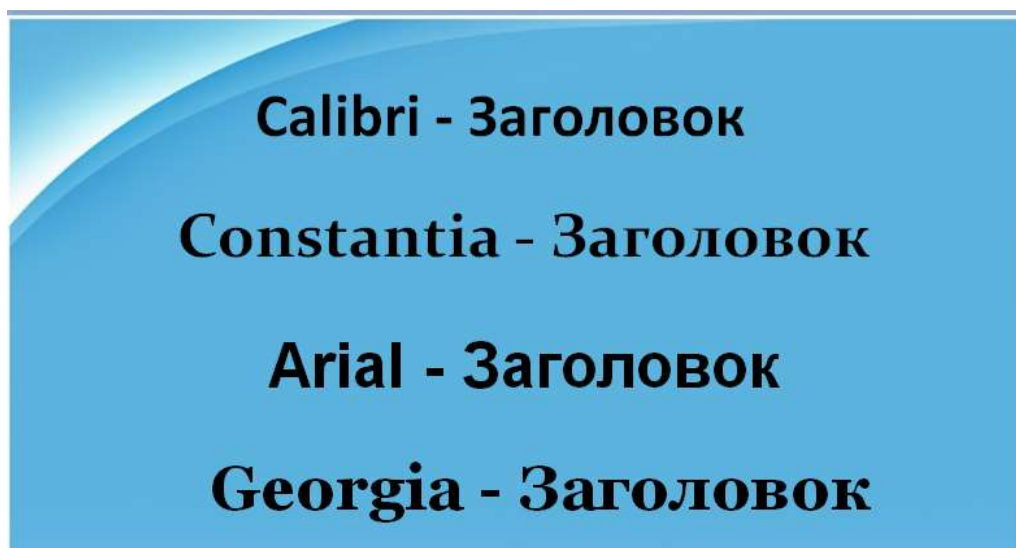 Calibri - Заголовок
Constantia - Заголовок
Arial - Заголовок
Georgia - Заголовок